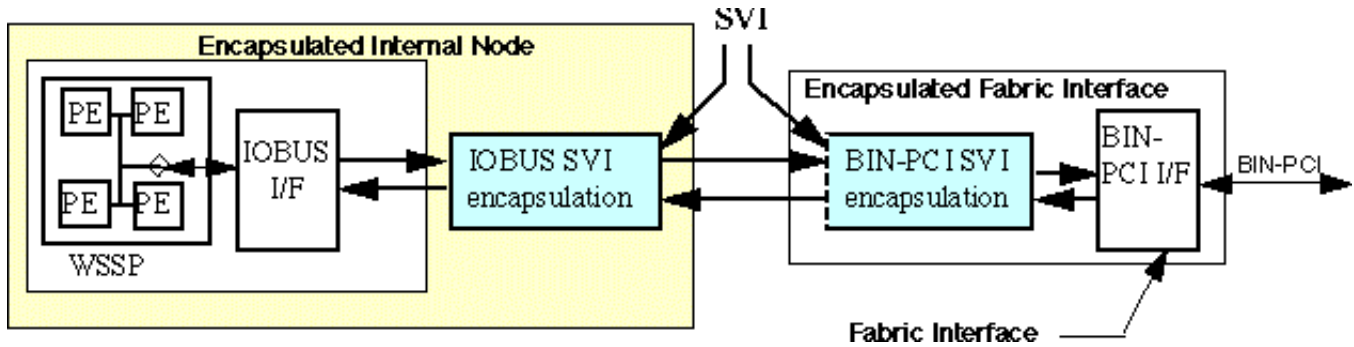 SVI
Encapsulated Internal Node
Encapsulated Fabric Interface
PE PE
PE PE
WSSP
IOBUS
I/F
IOBUS SVI
encapsulation
BIN-PCI SVI
encapsulation
BIN-
PCI I/F
BIN-PCI
Fabric Interface